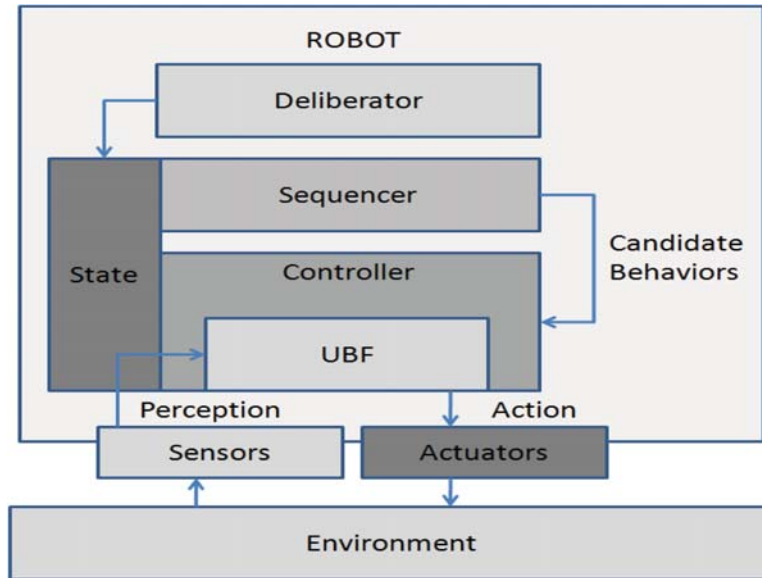 ROBOT
Deliberator
Sequencer
State
Controller
Candidate
Behaviors
UBF
Perception
Action
Sensors
Actuators
Environment